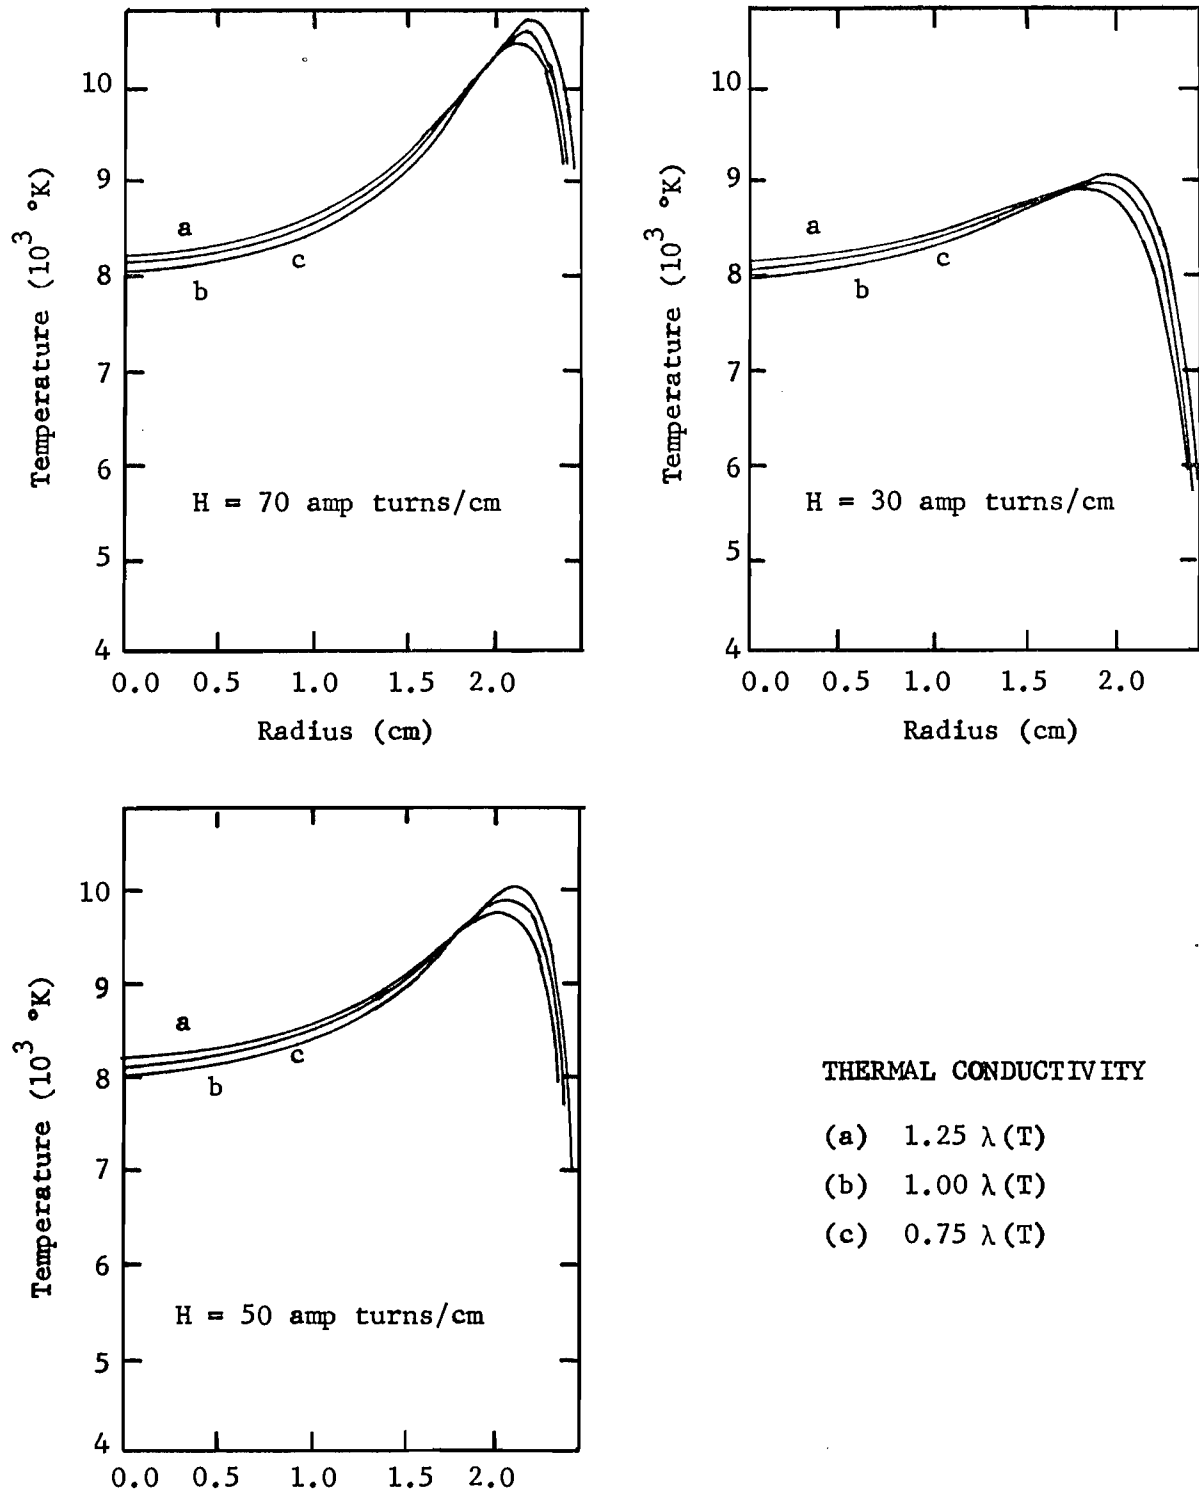 10
9
8
7
6
5
4
Temperature (10³ °K)
a
c
b
H = 70 amp turns/cm
0.0 0.5 1.0 1.5 2.0
Radius (cm)
10
9
8
7
6
5
4
Temperature (10³ °K)
a
c
b
H = 30 amp turns/cm
0.0 0.5 1.0 1.5 2.0
Radius (cm)
10
9
8
7
6
5
4
Temperature (10³ °K)
a
c
b
H = 50 amp turns/cm
0.0 0.5 1.0 1.5 2.0
THERMAL CONDUCTIVITY
(a) 1.25 λ(T)
(b) 1.00 λ(T)
(c) 0.75 λ(T)